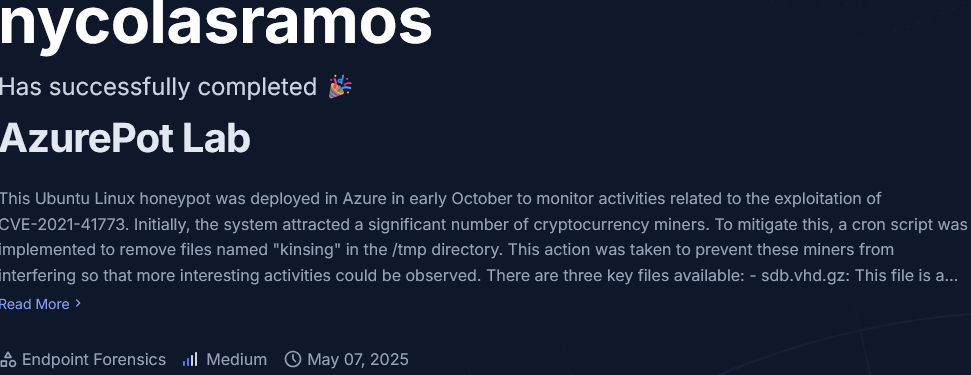 nycolasramos
Has successfully completed 🎉
AzurePot Lab
This Ubuntu Linux honeypot was deployed in Azure in early October to monitor activities related to the exploitation of
CVE-2021-41773. Initially, the system attracted a significant number of cryptocurrency miners. To mitigate this, a cron script was
implemented to remove files named "kinsing" in the /tmp directory. This action was taken to prevent these miners from
interfering so that more interesting activities could be observed. There are three key files available: - sdb.vhd.gz: This file is a...
Read More >
Endpoint Forensics Medium May 07, 2025